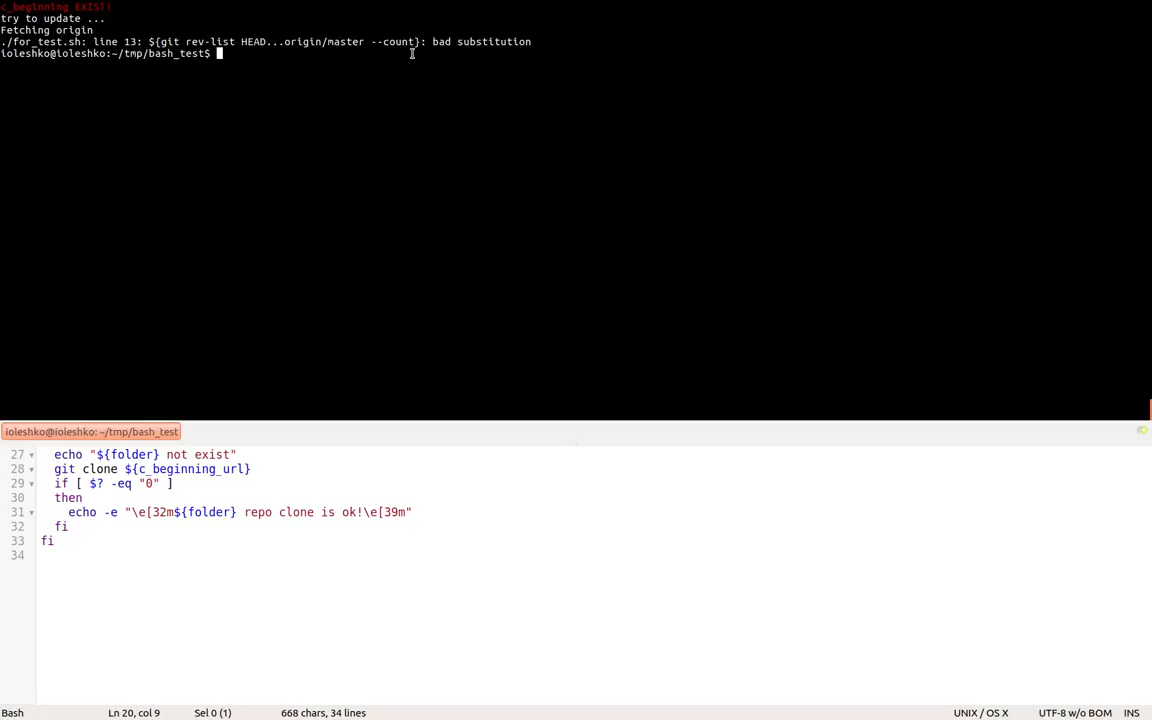 c_beginning EXIST!
try to update ...
Fetching origin
./for_test.sh: line 13: ${git rev-list HEAD...origin/master --count}: bad substitution
ioleshko@ioleshko:~/tmp/bash_test$
ioleshko@ioleshko: ~/tmp/bash_test
27 echo "${folder} not exist"
28 git clone ${c_beginning_url}
29 if [ $? -eq "0" ]
30 then
31 echo -e "\e[32m${folder} repo clone is ok!\e[39m"
32 fi
33 fi
34
Bash Ln 20, col 9 Sel 0 (1) 668 chars, 34 lines UNIX / OS X UTF-8 w/o BOM INS